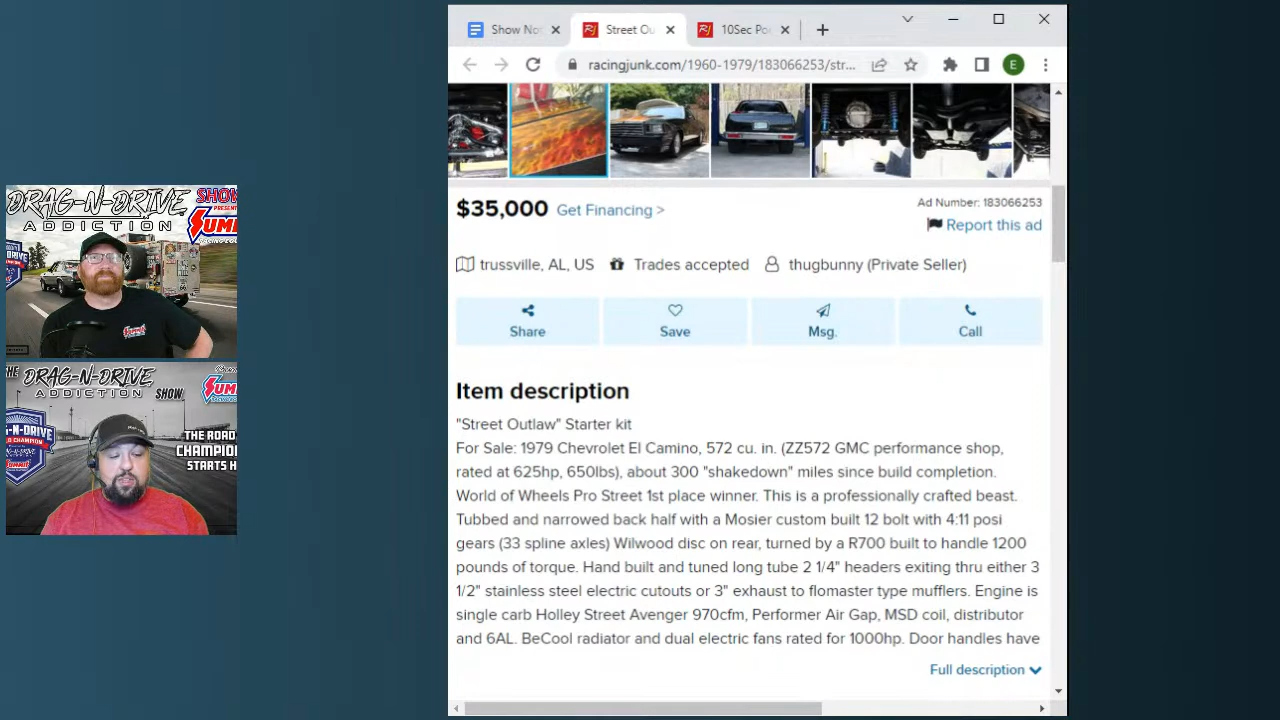 Show No
Street Ou
10Sec Po
racingjunk.com/1960-1979/183066253/str...
E
$35,000 Get Financing >
Ad Number: 183066253
Report this ad
trussville, AL, US Trades accepted thugbunny (Private Seller)
Share Save Msg. Call
Item description
"Street Outlaw" Starter kit
For Sale: 1979 Chevrolet El Camino, 572 cu. in. (ZZ572 GMC performance shop,
rated at 625hp, 650lbs), about 300 "shakedown" miles since build completion.
World of Wheels Pro Street 1st place winner. This is a professionally crafted beast.
Tubbed and narrowed back half with a Mosier custom built 12 bolt with 4:11 posi
gears (33 spline axles) Wilwood disc on rear, turned by a R700 built to handle 1200
pounds of torque. Hand built and tuned long tube 2 1/4" headers exiting thru either 3
1/2" stainless steel electric cutouts or 3" exhaust to flomaster type mufflers. Engine is
single carb Holley Street Avenger 970cfm, Performer Air Gap, MSD coil, distributor
and 6AL. BeCool radiator and dual electric fans rated for 1000hp. Door handles have
Full description
DRAG-N-DRIVE
ADDICTION
SHOW
PRESENT
SUM
RACING EQU
THE
DRAG-N-DRIVE
ADDICTION SHOW
SUM
G-N-DRIVE
D CHAMPION
THE ROAD
CHAMPION
STARTS H